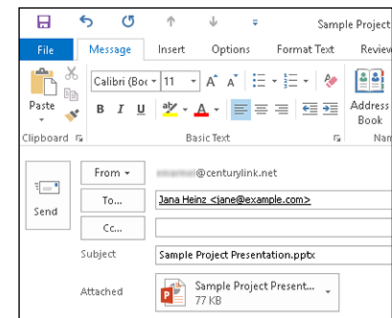 Sample Project
File Message Insert Options Format Text Review
Calibri (Boc 11 A A
Paste B I U A Address
Book
Clipboard Basic Text Nan
From @centurylink.net
Send To... Jana Heinz <jane@example.com>
Cc...
Subject Sample Project Presentation.pptx
Attached Sample Project Present...
77 KB